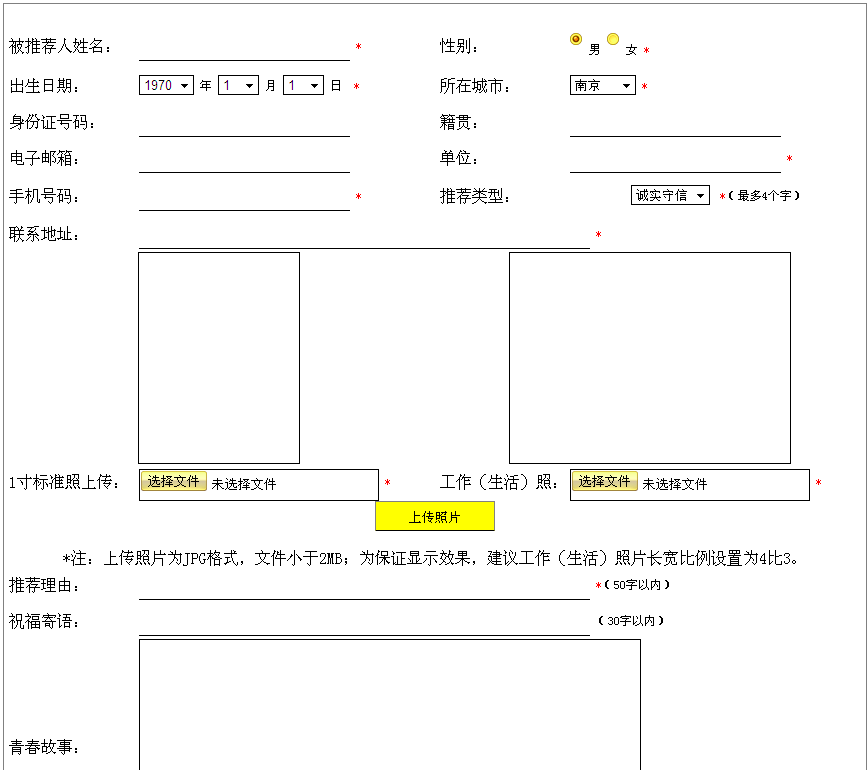 被推荐人姓名： * 性别： 男 女 *
出生日期： 1970 年 1 月 1 日 * 所在城市： 南京 *
身份证号码： 籍贯：
电子邮箱： 单位： *
手机号码： * 推荐类型： 诚实守信 *(最多4个字)
联系地址： *
1寸标准照上传： 选择文件 未选择文件 * 工作（生活）照： 选择文件 未选择文件 *
上传照片
*注：上传照片为JPG格式，文件小于2MB；为保证显示效果，建议工作（生活）照片长宽比例设置为4比3。
推荐理由： *(50字以内)
祝福寄语： (30字以内)
青春故事：